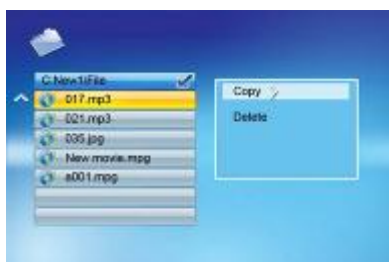 C:New1\File
017.mp3
Copy
021.mp3
Delete
035.jpg
New movie.mpg
a001.mpg